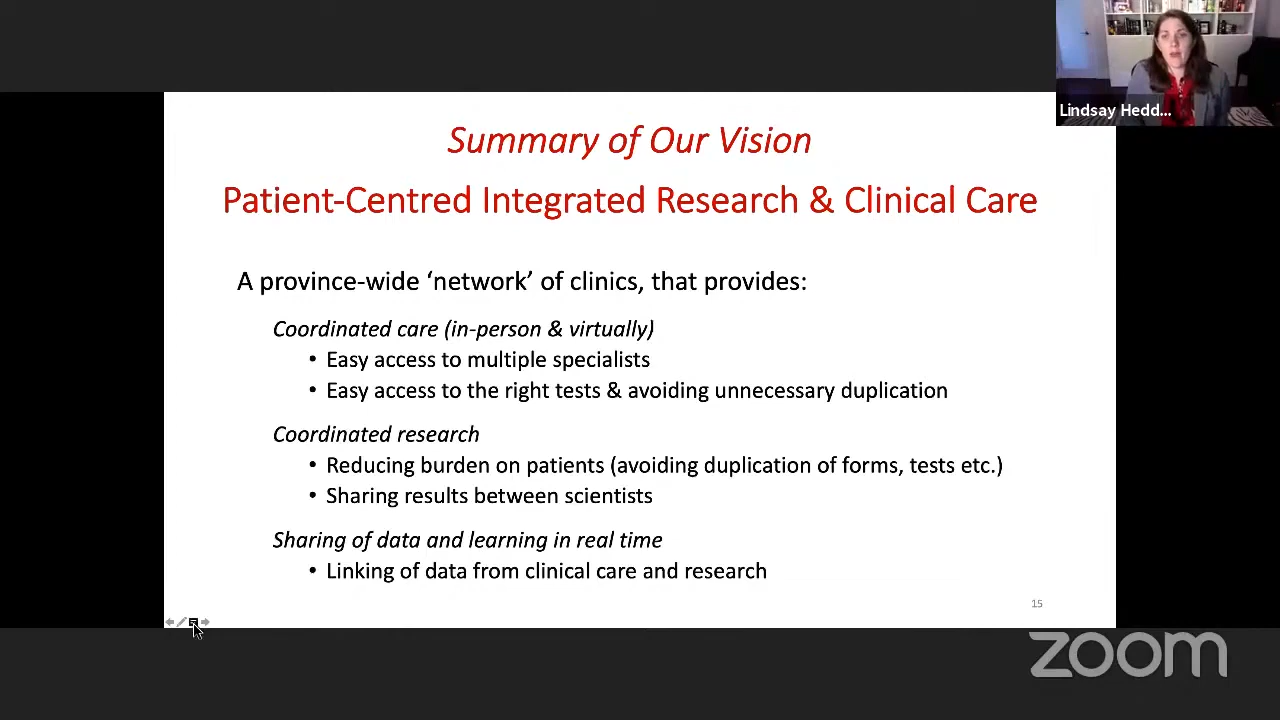 Lindsay Hedd...
Summary of Our Vision
Patient-Centred Integrated Research & Clinical Care
A province-wide ‘network’ of clinics, that provides:
Coordinated care (in-person & virtually)
• Easy access to multiple specialists
• Easy access to the right tests & avoiding unnecessary duplication
Coordinated research
• Reducing burden on patients (avoiding duplication of forms, tests etc.)
• Sharing results between scientists
Sharing of data and learning in real time
• Linking of data from clinical care and research
15
zoom